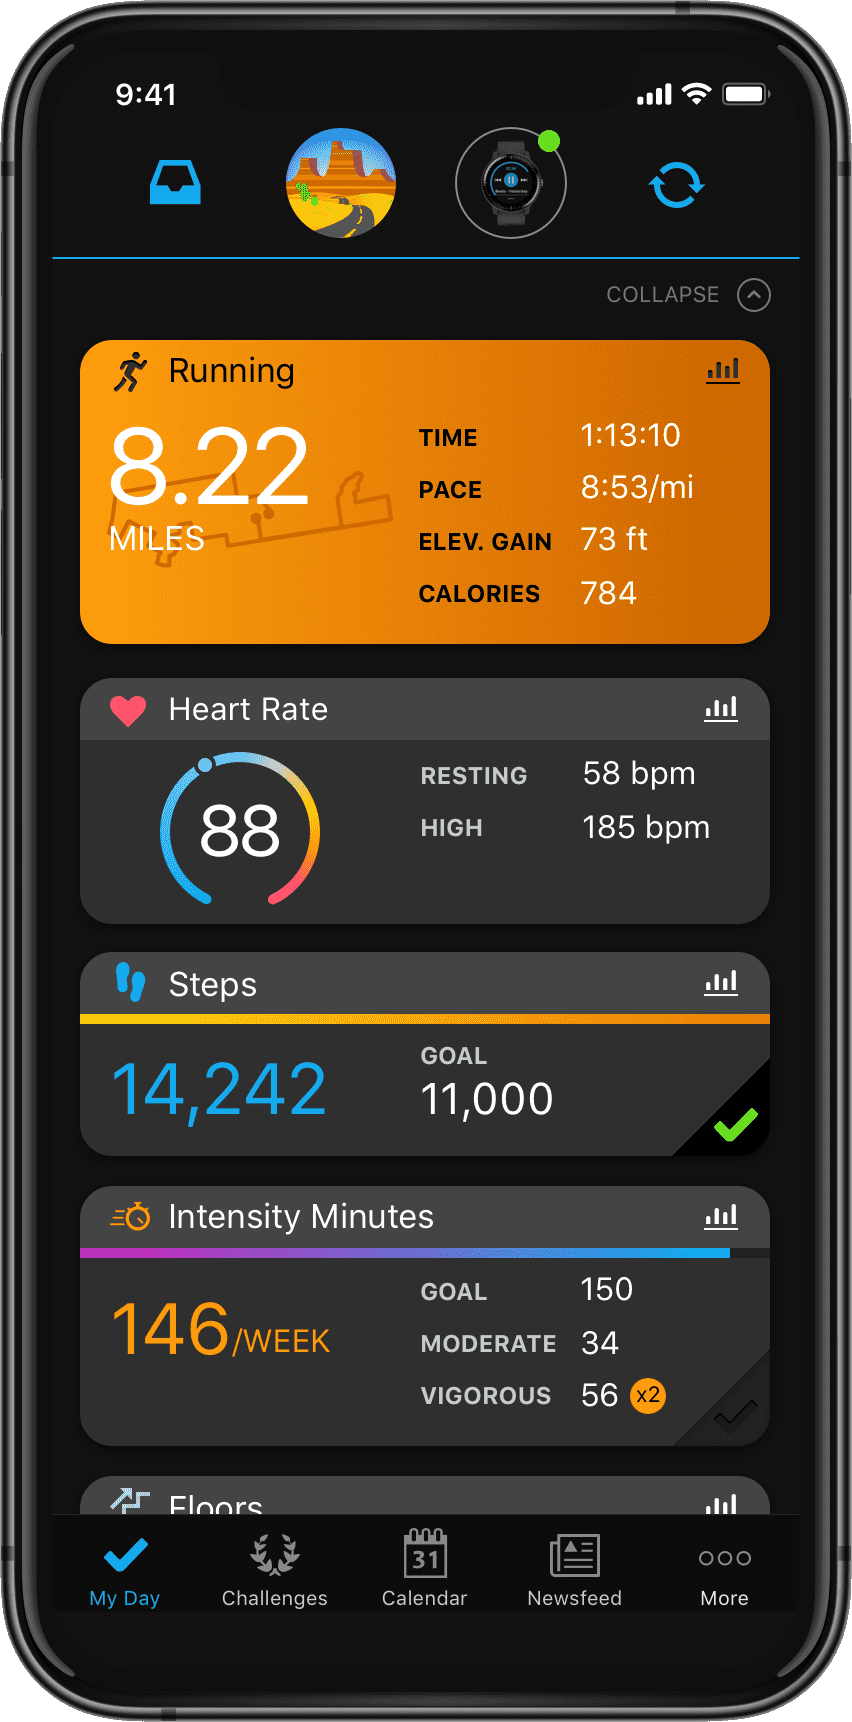 9:41
COLLAPSE
Running
8.22
MILES
TIME 1:13:10
PACE 8:53/mi
ELEV. GAIN 73 ft
CALORIES 784
Heart Rate
88
RESTING 58 bpm
HIGH 185 bpm
Steps
14,242
GOAL
11,000
Intensity Minutes
146/WEEK
GOAL 150
MODERATE 34
VIGOROUS 56 x2
Floors
31
My Day Challenges Calendar Newsfeed More